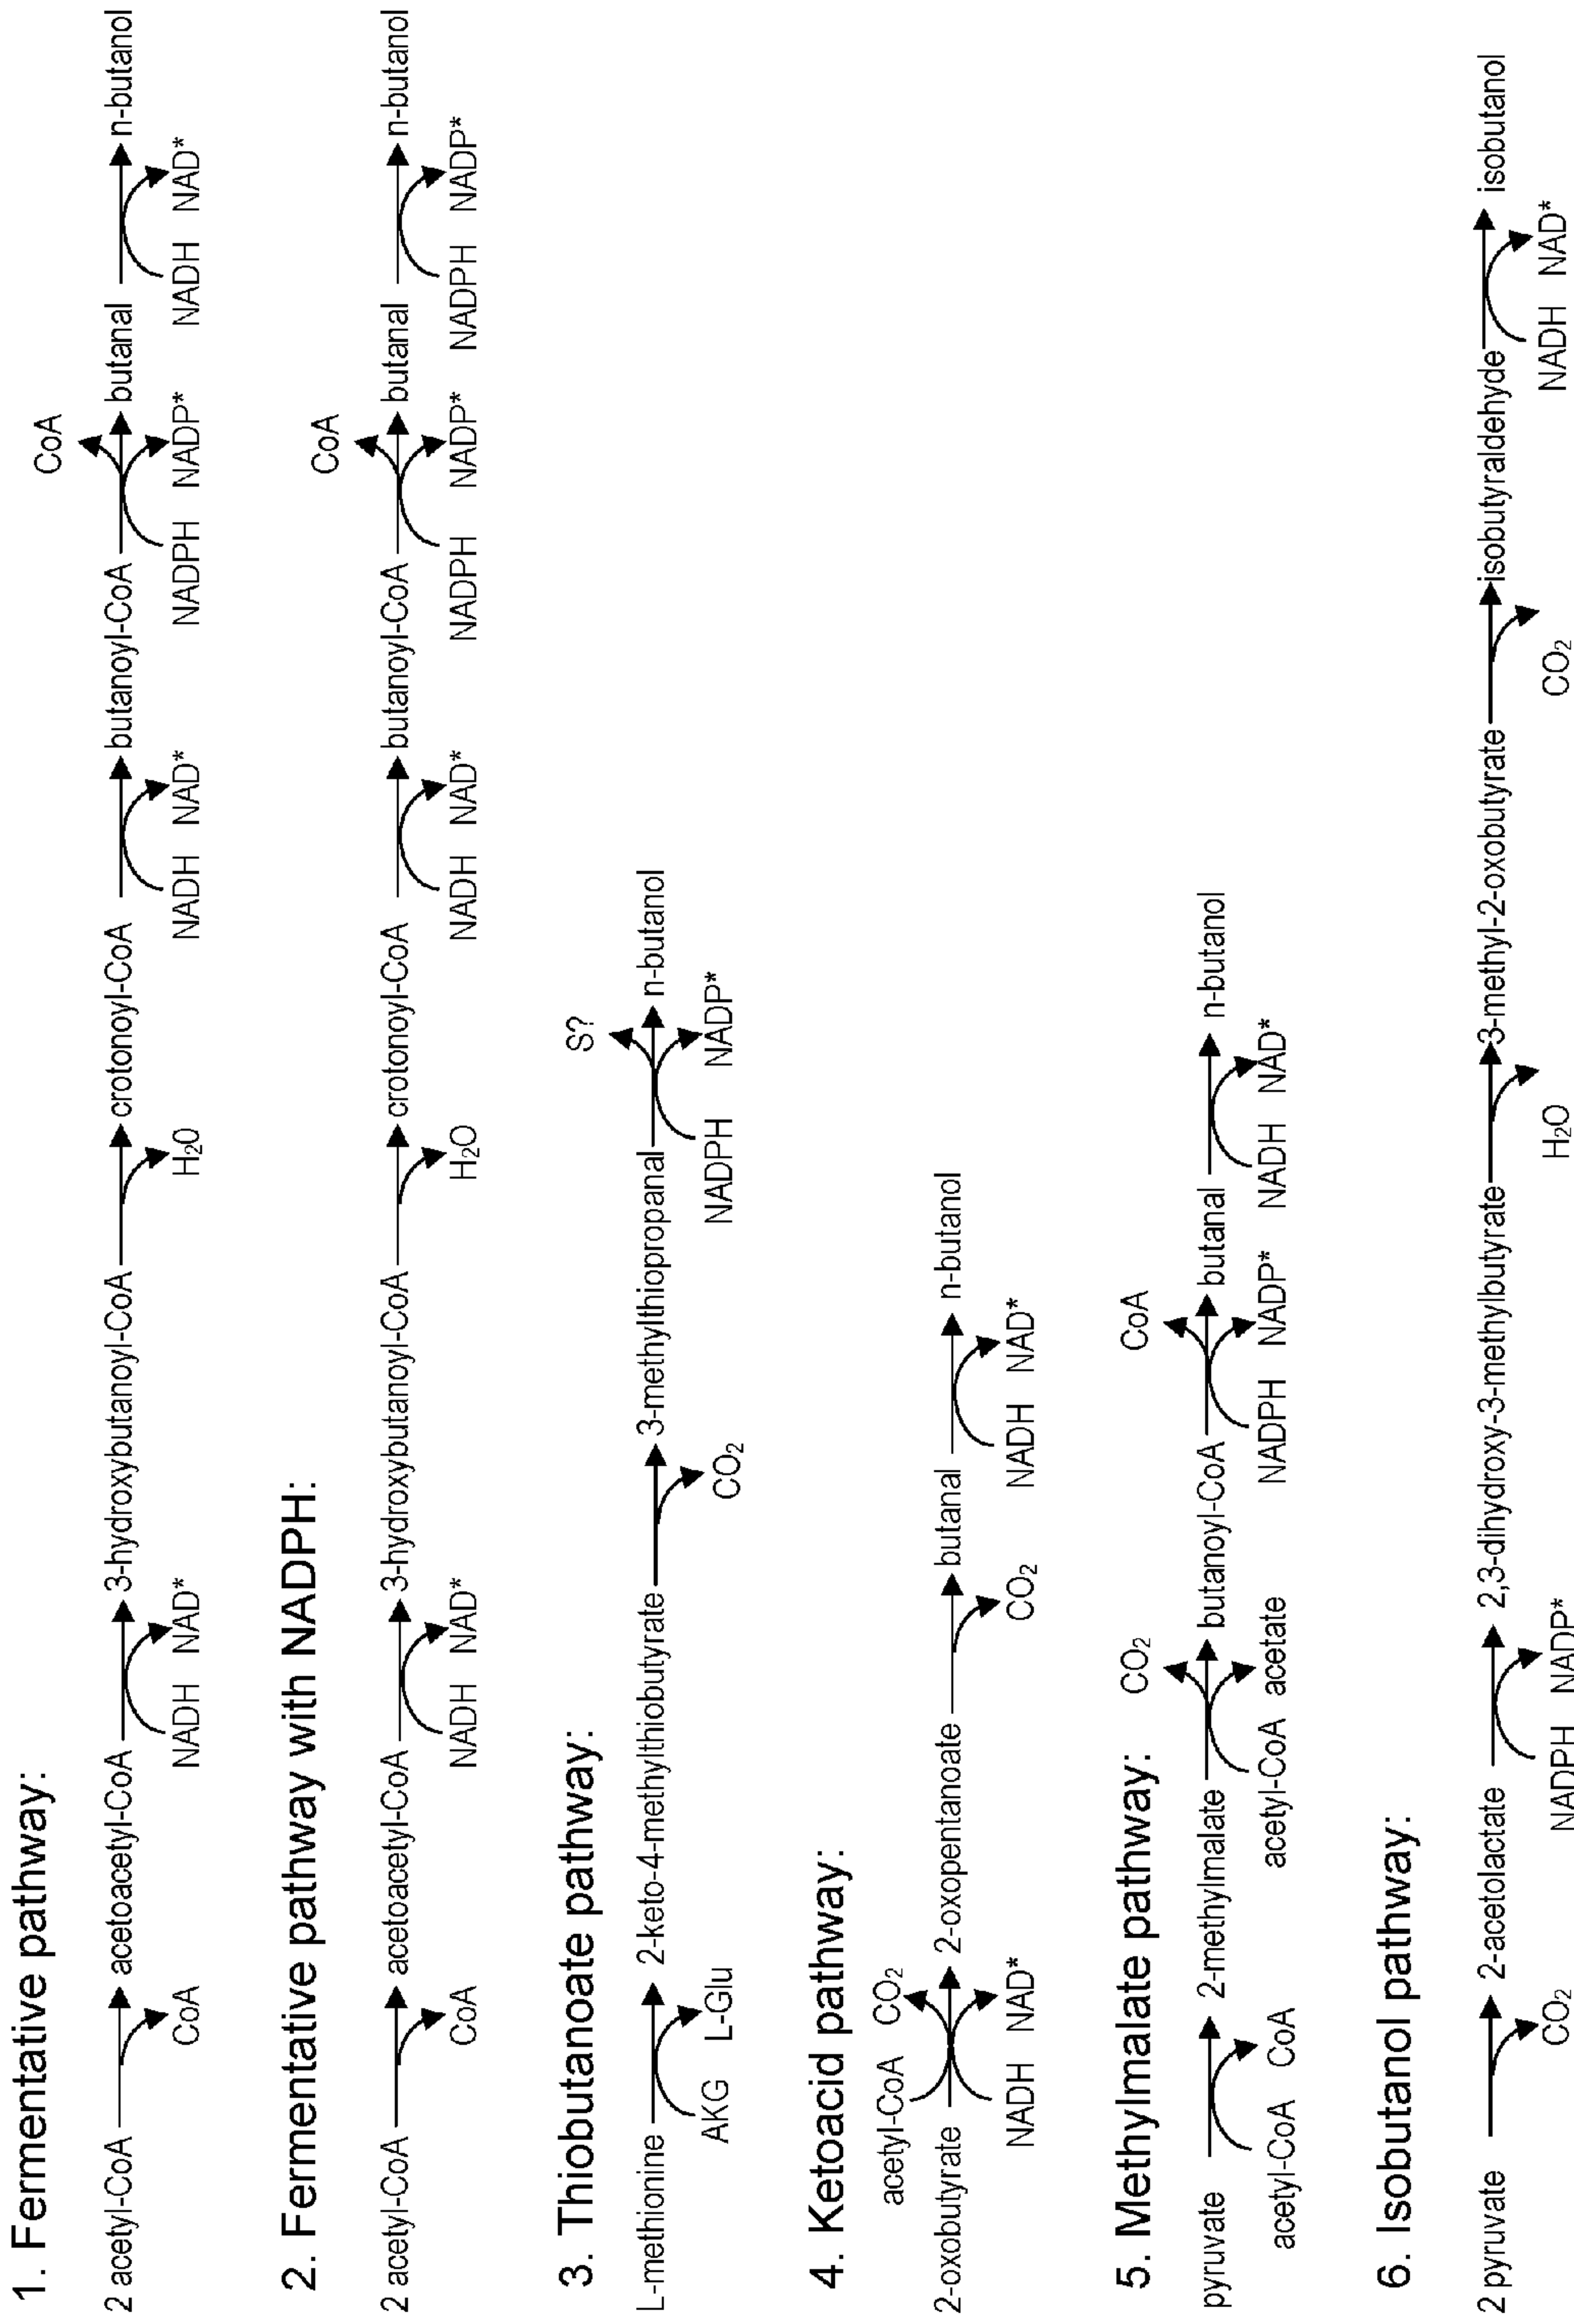 1. Fermentative pathway:
CoA
2 acetyl-CoA acetoacetyl-CoA 3-hydroxybutanoyl-CoA crotonoyl-CoA butanoyl-CoA butanal n-butanol
CoA NADH NAD* H₂O NADH NAD* NADPH NADP* NADH NAD*
2. Fermentative pathway with NADPH:
CoA
2 acetyl-CoA acetoacetyl-CoA 3-hydroxybutanoyl-CoA crotonoyl-CoA butanoyl-CoA butanal n-butanol
CoA NADH NAD* H₂O NADH NAD* NADPH NADP* NADPH NADP*
3. Thiobutanoate pathway:
S?
L-methionine 2-keto-4-methylthiobutyrate 3-methylthiopropanal n-butanol
AKG L-Glu CO₂ NADPH NADP*
4. Ketoacid pathway:
acetyl-CoA CO₂
2-oxobutyrate 2-oxopentanoate butanal n-butanol
NADH NAD* CO₂ NADH NAD*
5. Methylmalate pathway:
CO₂ CoA
pyruvate 2-methylmalate butanoyl-CoA butanal n-butanol
acetyl-CoA CoA acetyl-CoA acetate NADPH NADP* NADH NAD*
6. Isobutanol pathway:
2 pyruvate 2-acetolactate 2,3-dihydroxy-3-methylbutyrate 3-methyl-2-oxobutyrate isobutyraldehyde isobutanol
CO₂ NADPH NADP* H₂O CO₂ NADH NAD*